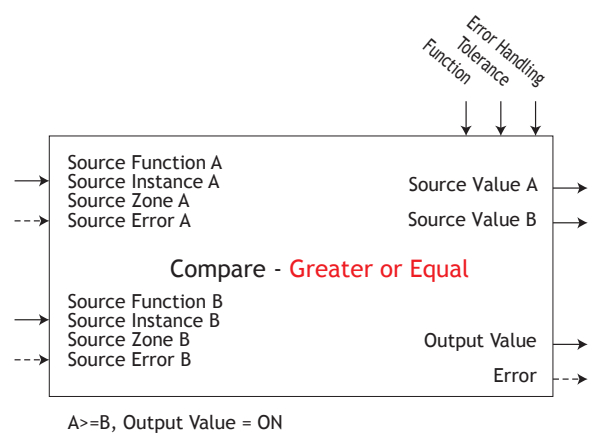 Function
Tolerance
Error Handling
Source Function A
Source Instance A
Source Zone A
Source Error A
Source Value A
Source Value B
Compare - Greater or Equal
Source Function B
Source Instance B
Source Zone B
Source Error B
Output Value
Error
A>=B, Output Value = ON